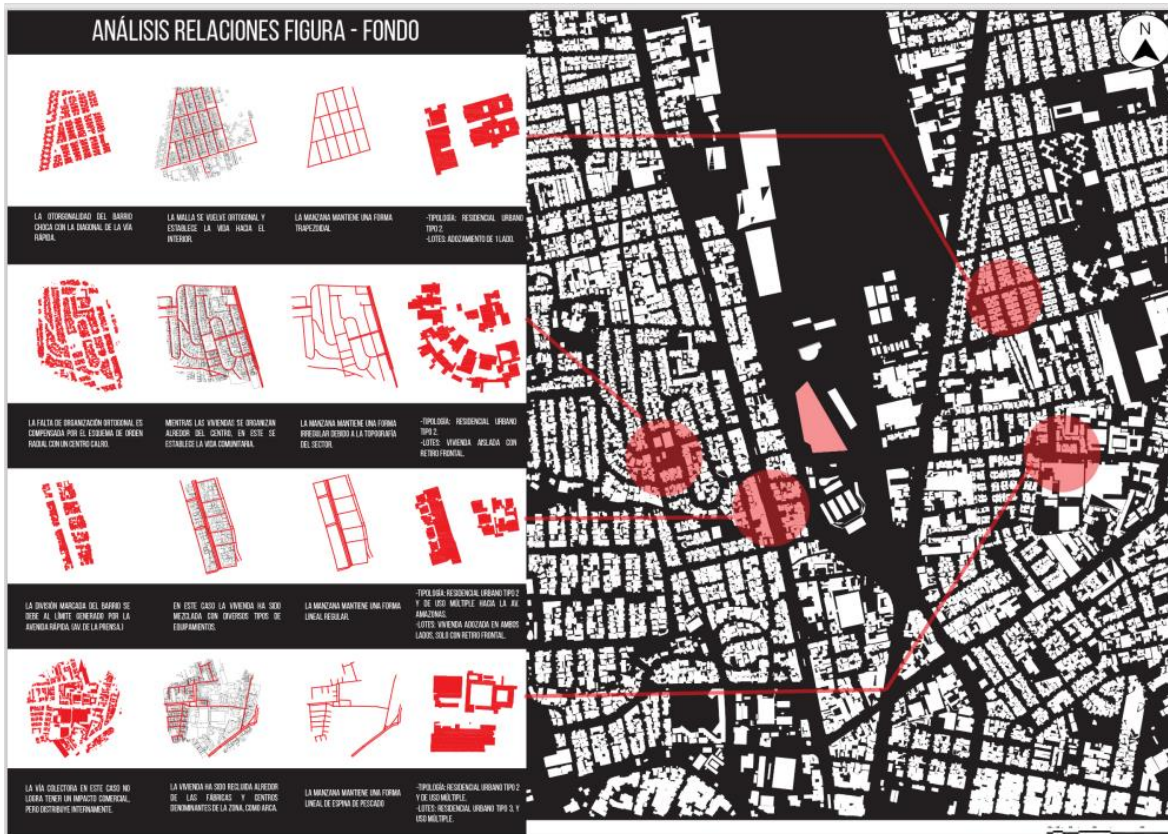 ANÁLISIS RELACIONES FIGURA - FONDO
N
LA OTORGONALIDAD DEL BARRIO
CHOCA CON LA DIAGONAL DE LA VÍA
RÁPIDA.
LA MALLA SE VUELVE ORTOGONAL Y
ESTABLECE LA VIDA HACIA EL
INTERIOR.
LA MANZANA MANTIENE UNA FORMA
TRAPEZOIDAL
-TIPOLOGÍA: RESIDENCIAL URBANO
TIPO 2.
-LOTES: ADOZAMIENTO DE 1 LADO.
LA FALTA DE ORGANIZACIÓN ORTOGONAL ES
COMPENSADA POR EL ESQUEMA DE ORDEN
RADIAL CON UN CENTRO CALRO.
MIENTRAS LAS VIVIENDAS SE ORGANIZAN
ALREDOR DEL CENTRO, EN ESTE SE
ESTABLECE LA VIDA COMUNITARIA.
LA MANZANA MANTIENE UNA FORMA
IRREGULAR DEBIDO A LA TOPOGRAFÍA
DEL SECTOR.
-TIPOLOGÍA: RESIDENCIAL URBANO
TIPO 2.
-LOTES: VIVIENDA AISLADA CON
RETIRO FRONTAL.
LA DIVISIÓN MARCADA DEL BARRIO SE
DEBE AL LÍMITE GENERADO POR LA
AVENIDA RÁPIDA. (AV. DE LA PRENSA)
EN ESTE CASO LA VIVIENDA HA SIDO
MEZCLADA CON DIVERSOS TIPOS DE
EQUIPAMIENTOS.
LA MANZANA MANTIENE UNA FORMA
LINEAL REGULAR.
-TIPOLOGÍA: RESIDENCIAL URBANO TIPO 2
Y DE USO MÚLTIPLE HACIA LA AV.
AMAZONAS.
-LOTES: VIVIENDA ADOZADA EN AMBOS
LADOS, SOLO CON RETIRO FRONTAL.
LA VÍA COLECTORA EN ESTE CASO NO
LOGRA TENER UN IMPACTO COMERCIAL,
PERO DISTRIBUYE INTERNAMENTE.
LA VIVIENDA HA SIDO RECLUIDA ALREDOR
DE LAS FÁBRICAS Y CENTROS
DENOMINANTES DE LA ZONA, COMO ARCA.
LA MANZANA MANTIENE UNA FORMA
LINEAL DE ESPINA DE PESCADO
-TIPOLOGÍA: RESIDENCIAL URBANO TIPO 2
Y DE USO MÚLTIPLE.
-LOTES: RESIDENCIAL URBANO TIPO 3, Y
USO MÚLTIPLE.